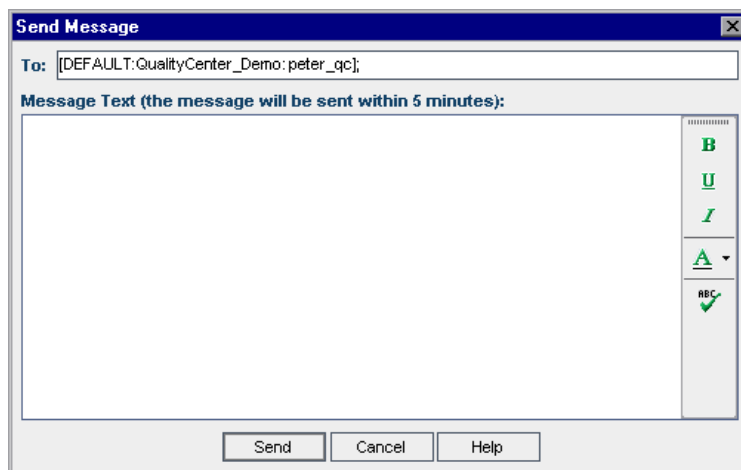 Send Message
To: [DEFAULT:QualityCenter_Demo: peter_qc];
Message Text (the message will be sent within 5 minutes):
B
U
I
A
ABC
Send Cancel Help